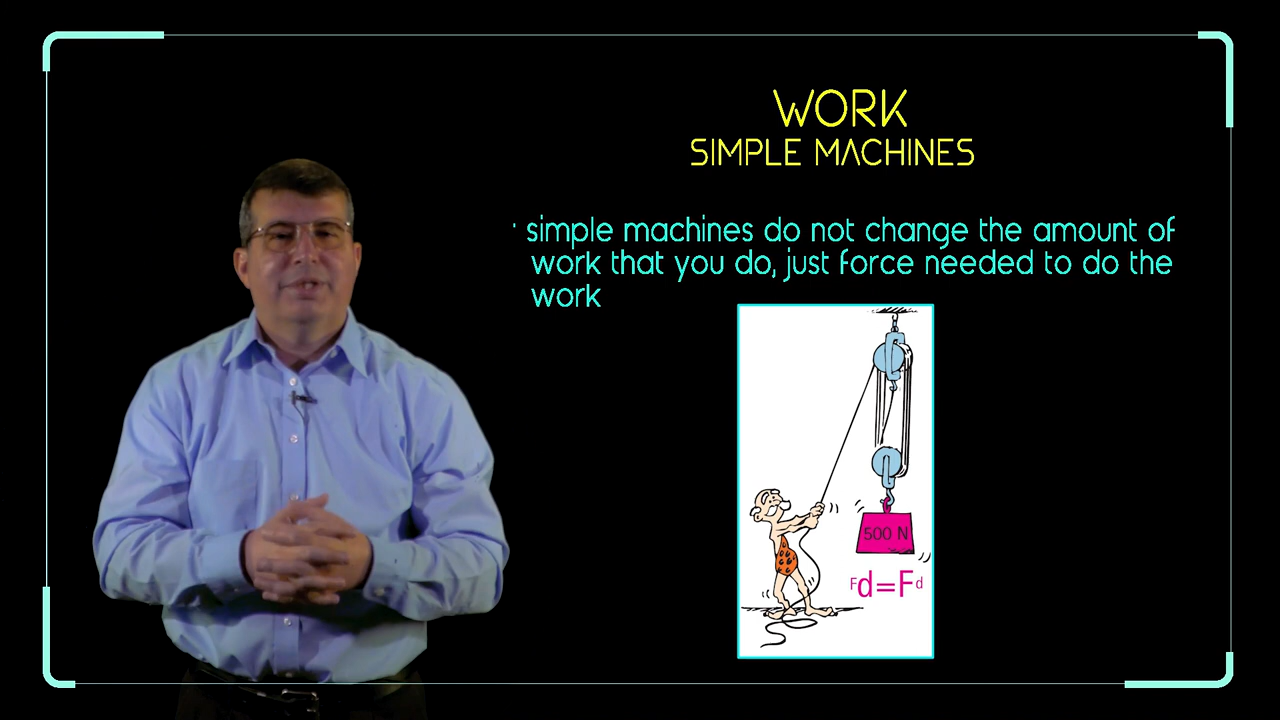 WORK
SIMPLE MACHINES
· simple machines do not change the amount of
work that you do, just force needed to do the
work
500 N
Fd=Fd